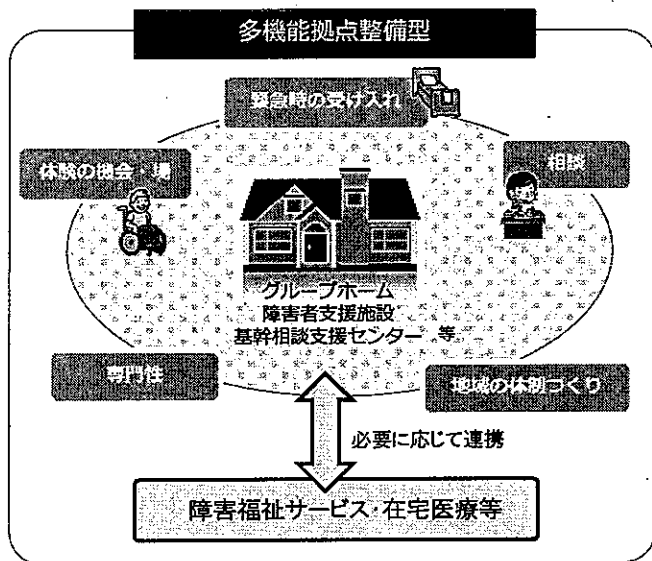 多機能拠点整備型
緊急時の受け入れ
体験の機会・場
相談
グループホーム
障害者支援施設
基幹相談支援センター 等
専門性
地域の体制づくり
必要に応じて連携
障害福祉サービス・在宅医療等